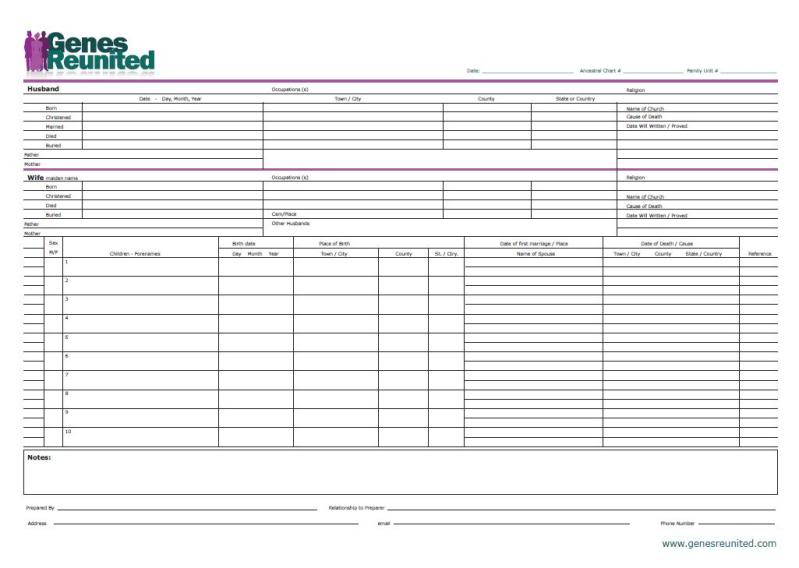 Genes
Reunited
Date: Ancestral Chart # Family Unit #
Husband Occupations (s) Religion
Date - Day, Month, Year Town / City County State or Country
Born Name of Church
Christened Cause of Death
Married Date Will Written / Proved
Died
Buried
Father
Mother
Wife maiden name Occupations (s) Religion
Born
Christened Name of Church
Died Cause of Death
Buried Cem/Place Date Will Written / Proved
Father Other Husbands
Mother
Sex Birth date Place of Birth Date of first marriage / Place Date of Death / Cause
M/F Children - Forenames Day Month Year Town / City County St. / Ctry. Name of Spouse Town / City County State / Country Reference
1
2
3
4
5
6
7
8
9
10
Notes:
Prepared By Relationship to Preparer
Address email Phone Number
www.genesreunited.com